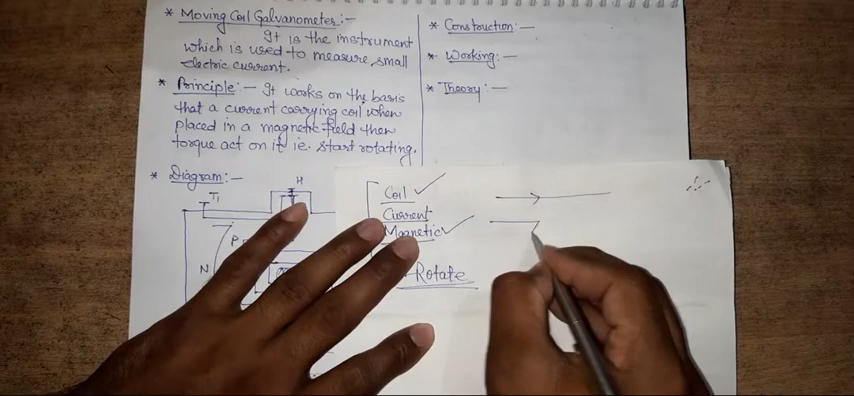 * Moving Coil Galvanometer:-
It is the instrument
which is used to measure small
electric current.
* Principle:- It works on the basis
that a current carrying coil when
placed in a magnetic field then
torque act on it ie. start rotating.
* Diagram:-
H
T1
P
N
* Construction:-
* Working:-
* Theory:-
Coil ✓
Current
Magnetic ✓
Rotate